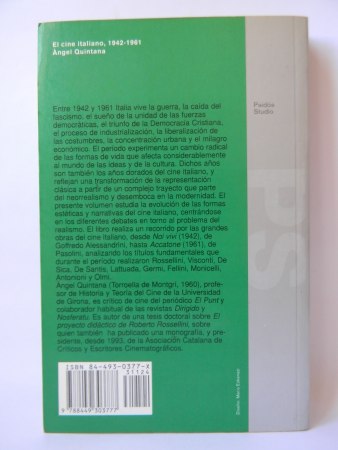 El cine italiano, 1942-1961
Àngel Quintana
Paidós
Studio
Entre 1942 y 1961 Italia vive la guerra, la caída del
fascismo, el sueño de la unidad de las fuerzas
democráticas, el triunfo de la Democracia Cristiana,
el proceso de industrialización, la liberalización de
las costumbres, la concentración urbana y el milagro
económico. El período experimenta un cambio radical
de las formas de vida que afecta considerablemente
al mundo de las ideas y de la cultura. Dichos años
son también los años dorados del cine italiano, y
reflejan una transformación de la representación
clásica a partir de un complejo trayecto que parte
del neorrealismo y desemboca en la modernidad. El
presente volumen estudia la evolución de las formas
estéticas y narrativas del cine italiano, centrándose
en los diferentes debates en torno al problema del
realismo. El libro realiza un recorrido por las grandes
obras del cine italiano, desde Noi vivi (1942), de
Golfredo Alessandrini, hasta Accatone (1961), de
Pasolini, analizando los títulos fundamentales que
durante el período realizaron Rossellini, Visconti, De
Sica, De Santis, Lattuada, Germi, Fellini, Monicelli,
Antonioni y Olmi.
Àngel Quintana (Torroella de Montgrí, 1960), profe-
sor de Historia y Teoría del Cine de la Universidad
de Girona, es crítico de cine del periódico El Punt y
colaborador habitual de las revistas Dirigido y
Nosferatu. Es autor de una tesis doctoral sobre El
proyecto didáctico de Roberto Rossellini, sobre
quien también ha publicado una monografía, y pre-
sidente, desde 1993, de la Asociación Catalana de
Críticos y Escritores Cinematográficos.
ISBN 84-493-0377-X
31124
9 788449 303777
Diseño: Mario Eskenazi